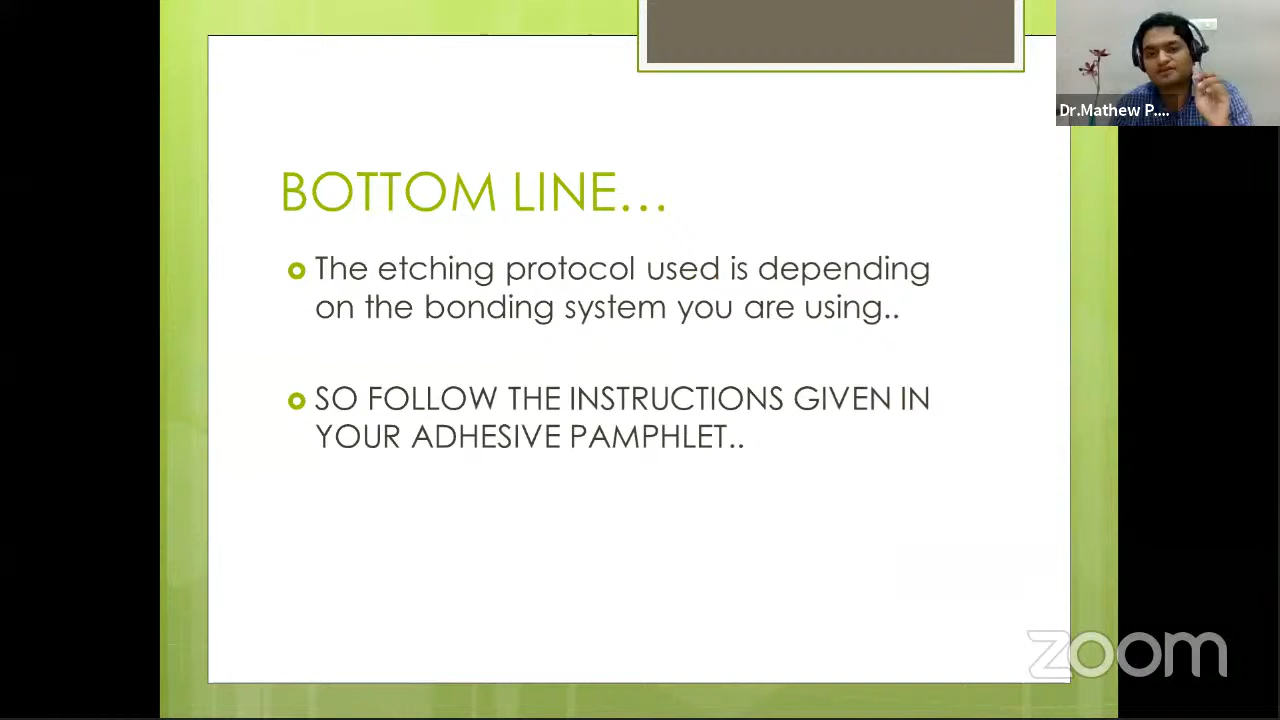 Dr.Mathew P....
BOTTOM LINE...
The etching protocol used is depending
on the bonding system you are using..
SO FOLLOW THE INSTRUCTIONS GIVEN IN
YOUR ADHESIVE PAMPHLET..
zoom